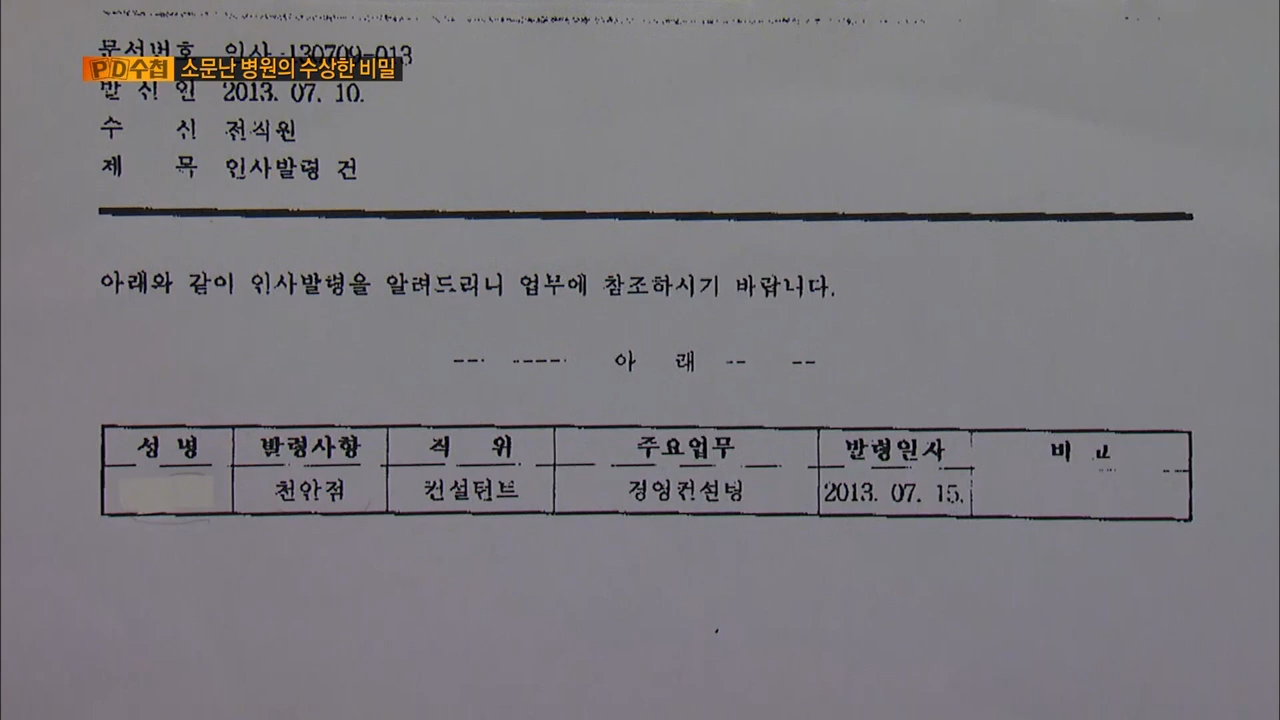 문서번호 인사 130709-013
PD수첩 소문난 병원의 수상한 비밀
발 신 인 2013. 07. 10.
수 신 전직원
제 목 인사발령 건
아래와 같이 인사발령을 알려드리니 업무에 참조하시기 바랍니다.
-- ---- 아 래 -- --
성 명 발령사항 직 위 주요업무 발령일사 비 고
천안점 컨설턴트 경영컨설팅 2013. 07. 15.